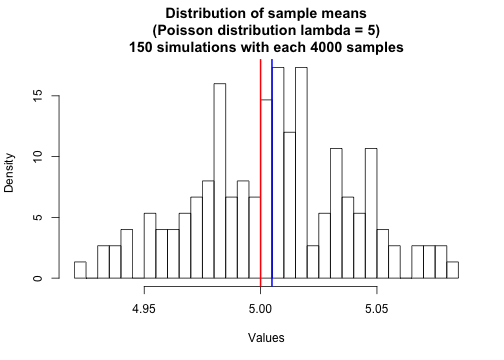 Distribution of sample means
(Poisson distribution lambda = 5)
150 simulations with each 4000 samples
Density
15
10
5
0
4.95 5.00 5.05
Values